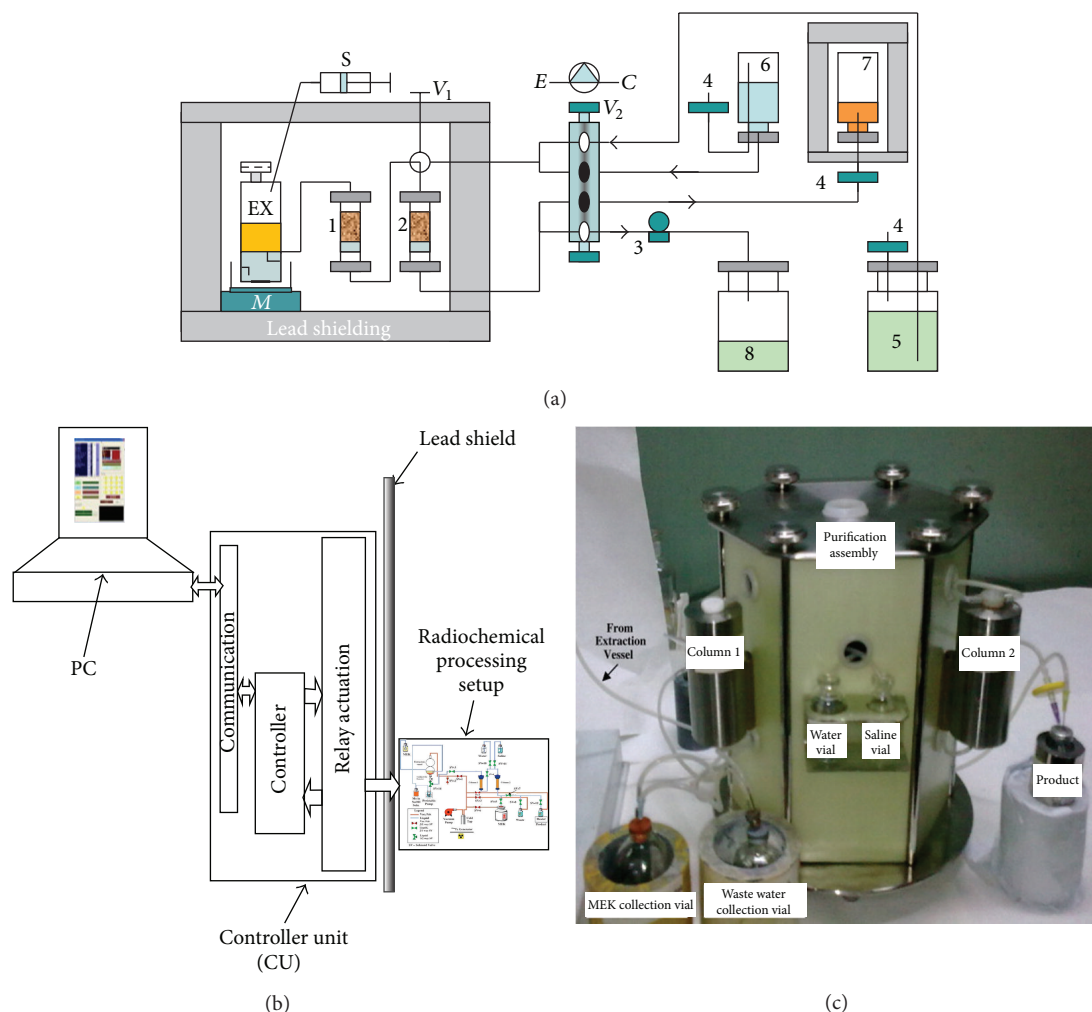 S
V1
E
C
V2
4
6
7
EX
1
2
4
3
4
M
Lead shielding
8
5
(a)
Lead shield
PC
Communication
Controller
Relay actuation
Radiochemical
processing
setup
Controller unit
(CU)
(b)
Purification
assembly
From
Extraction
Vessel
Column 1
Column 2
Water
vial
Saline
vial
Product
MEK collection vial
Waste water
collection vial
(c)